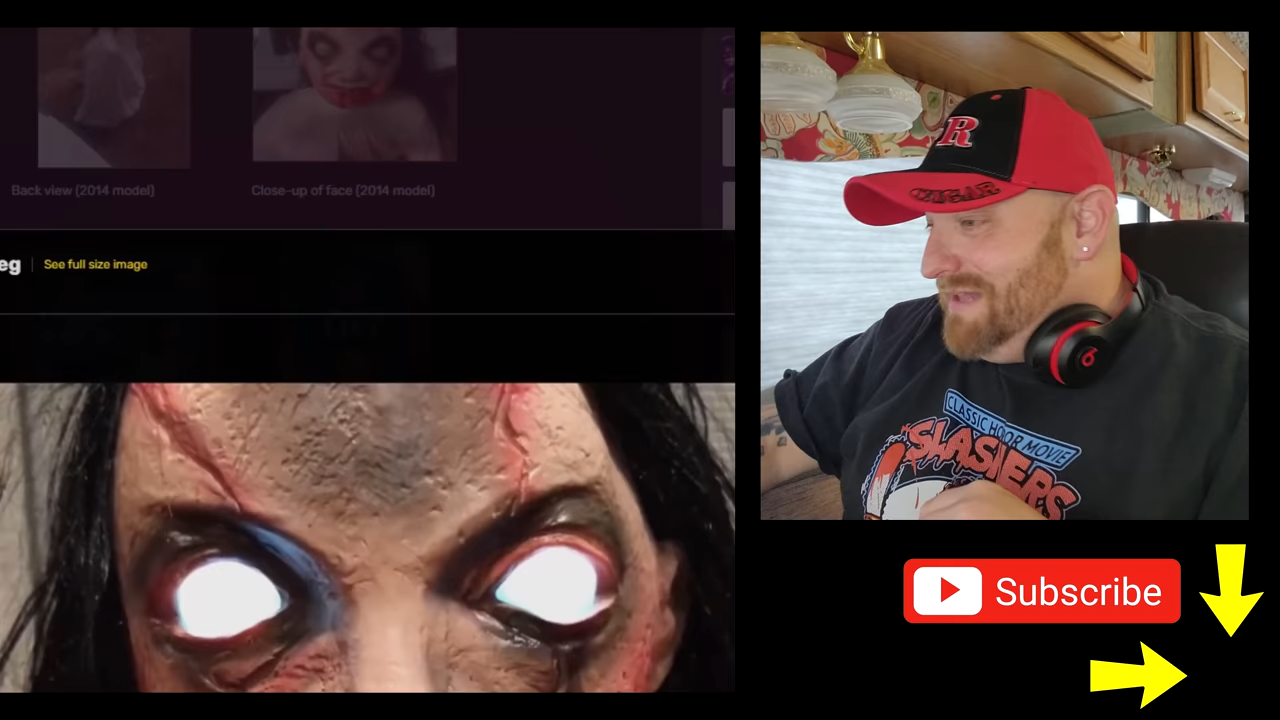 Back view (2014 model)
Close-up of face (2014 model)
eg
See full size image
R
CIGAR
CLASSIC HORROR MOVIE
SLASHERS
Subscribe